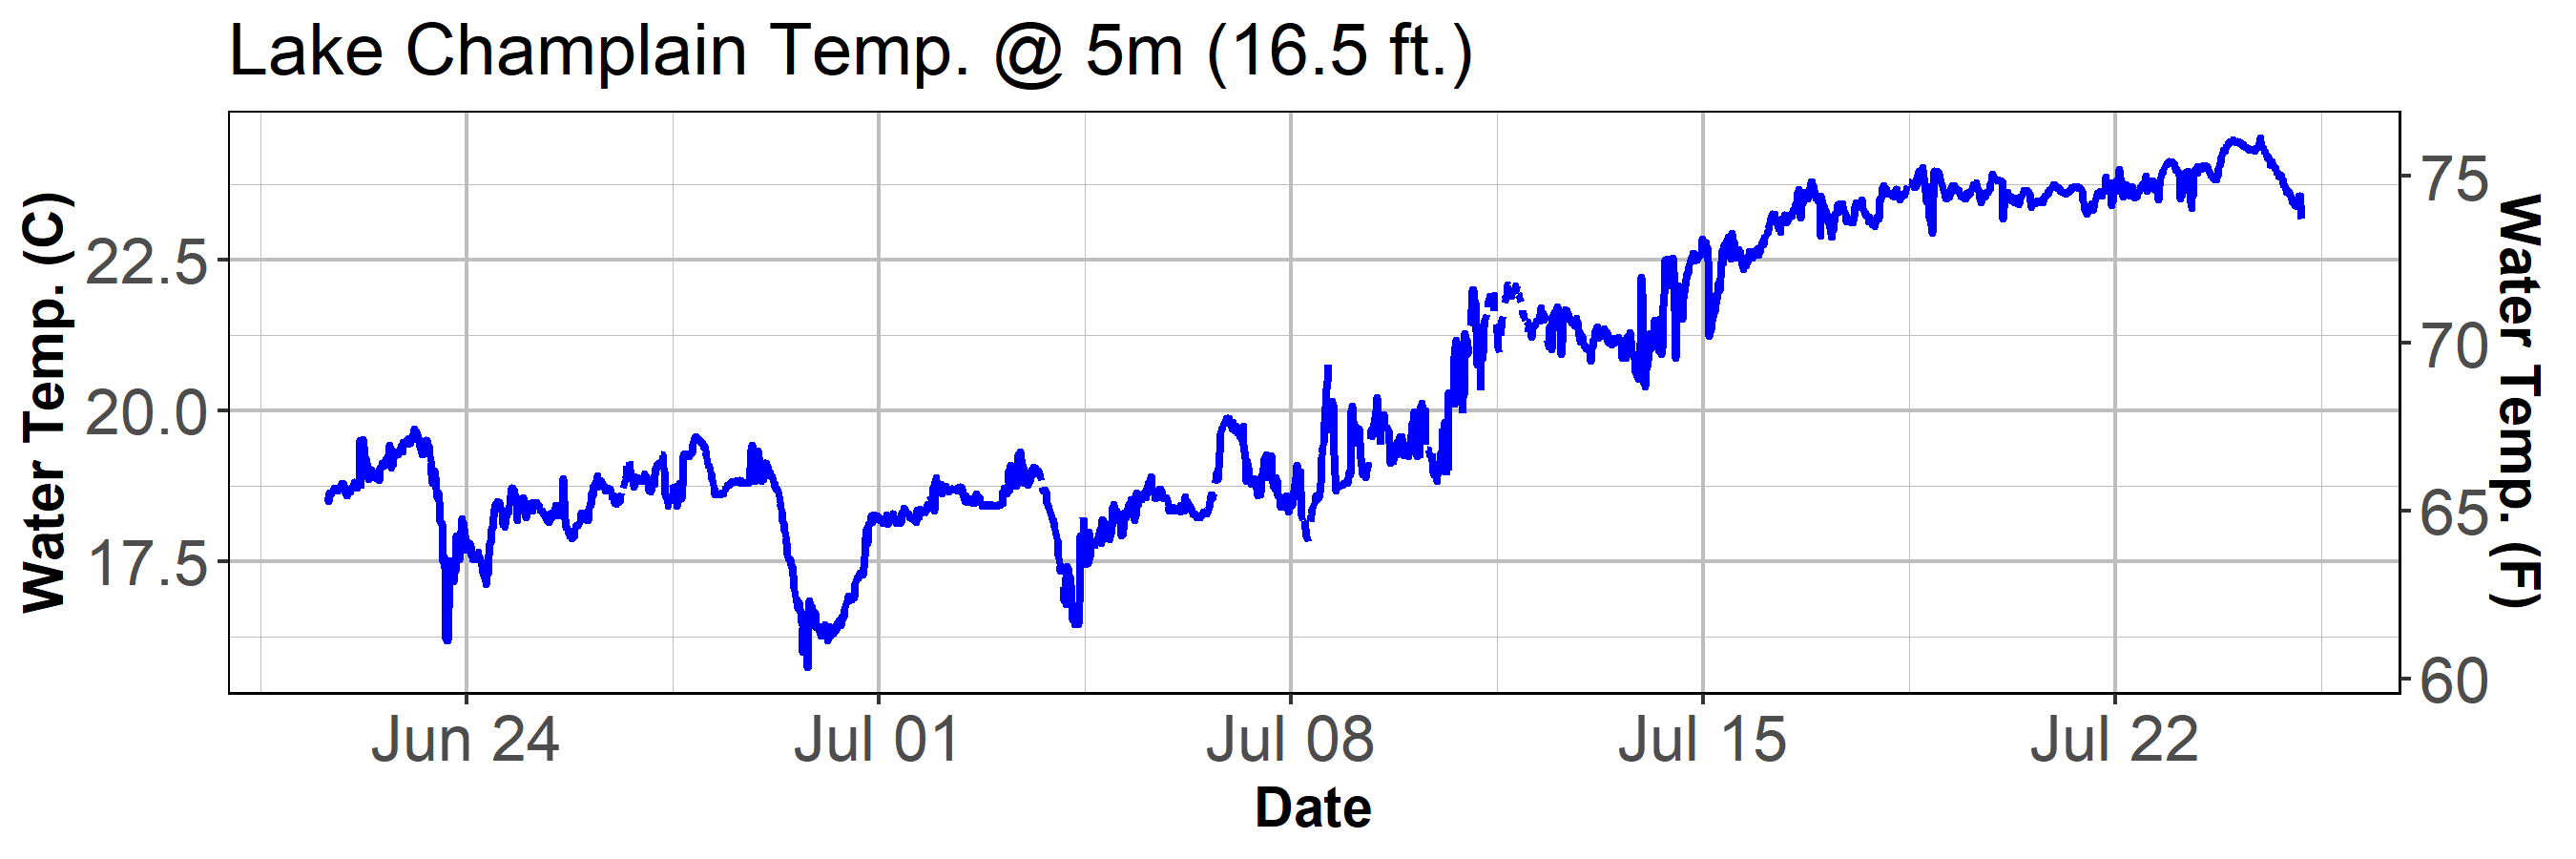 Lake Champlain Temp. @ 5m (16.5 ft.)
Water Temp. (C)
22.5
20.0
17.5
75
70
65
60
Water Temp. (F)
Jun 24
Jul 01
Jul 08
Jul 15
Jul 22
Date